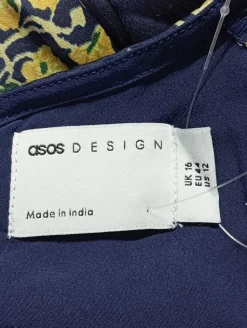 asos DESIGN
Made in India
UK 16
EU 44
US 12